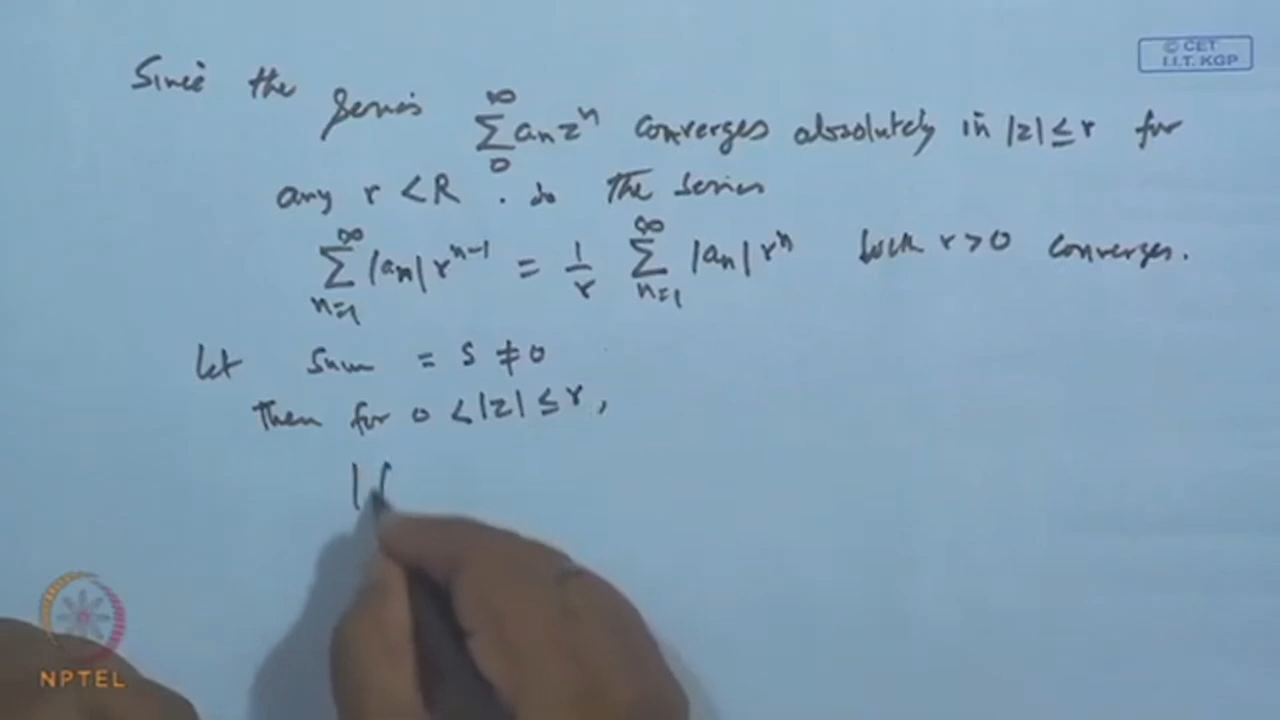 © CET
I.I.T. KGP
Since the Series ∑_0^∞ a_n z^n converges absolutely in |z| ≤ r for
any r < R . So the series
∑_{n=1}^∞ |a_n| r^{n-1} = 1/r ∑_{n=1}^∞ |a_n| r^n with r > 0 converges.
Let Sum = S ≠ 0
Then for 0 < |z| ≤ r,
NPTEL